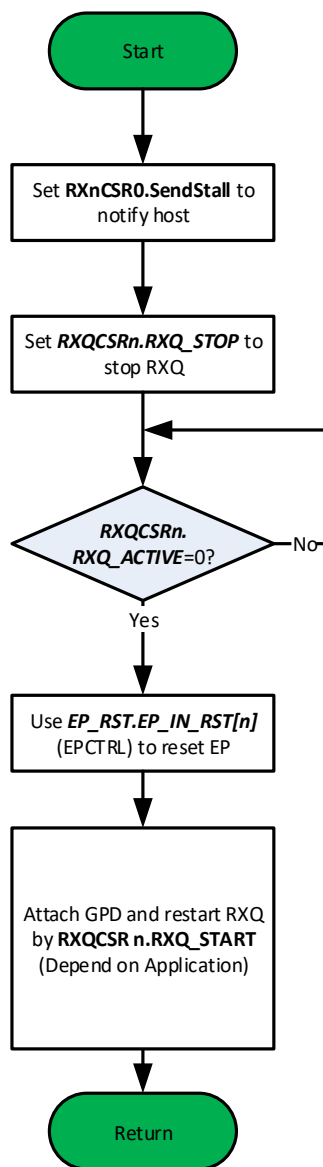 Start
Set RXnCSR0.SendStall to
notify host
Set RXQCSRn.RXQ_STOP to
stop RXQ
RXQCSRn.
RXQ_ACTIVE=0?
No
Yes
Use EP_RST.EP_IN_RST[n]
(EPCTRL) to reset EP
Attach GPD and restart RXQ
by RXQCSR n.RXQ_START
(Depend on Application)
Return